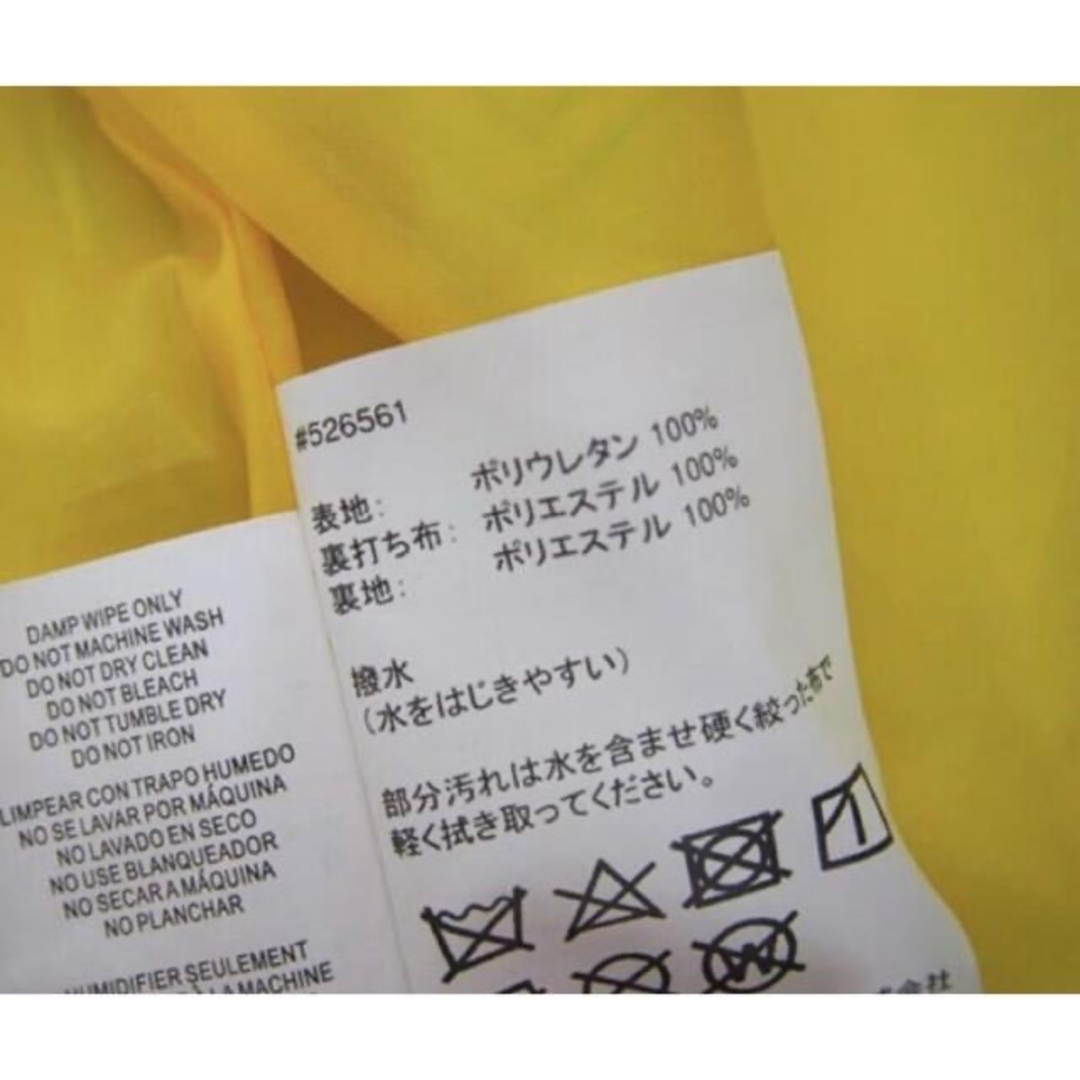 #526561
表地: ポリウレタン 100%
裏打ち布: ポリエステル 100%
裏地: ポリエステル 100%
撥水
(水をはじきやすい)
部分汚れは水を含ませ硬く絞った布で
軽く拭き取ってください。
DAMP WIPE ONLY
DO NOT MACHINE WASH
DO NOT DRY CLEAN
DO NOT BLEACH
DO NOT TUMBLE DRY
DO NOT IRON
LIMPIAR CON TRAPO HUMEDO
NO SE LAVAR POR MÁQUINA
NO LAVADO EN SECO
NO USE BLANQUEADOR
NO SECAR A MÁQUINA
NO PLANCHAR
HUMIDIFIER SEULEMENT
À LA MACHINE